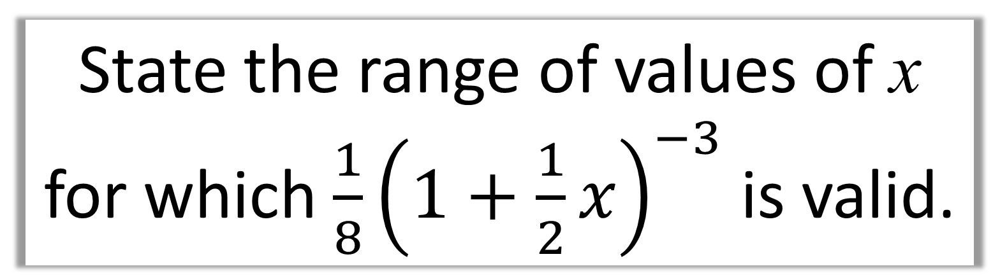 State the range of values of x
for which 1/8 (1 + 1/2 x)^−3 is valid.